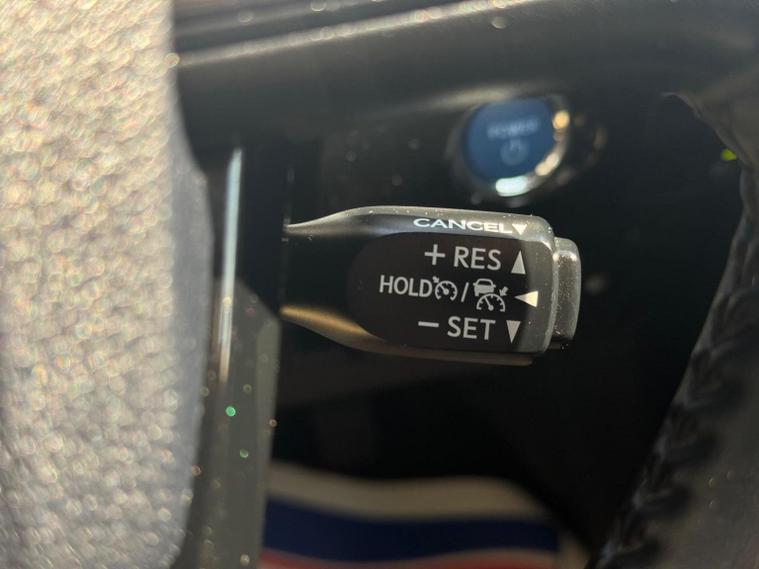 POWER
CANCEL▼
+ RES ▲
HOLD / ◀
− SET ▼